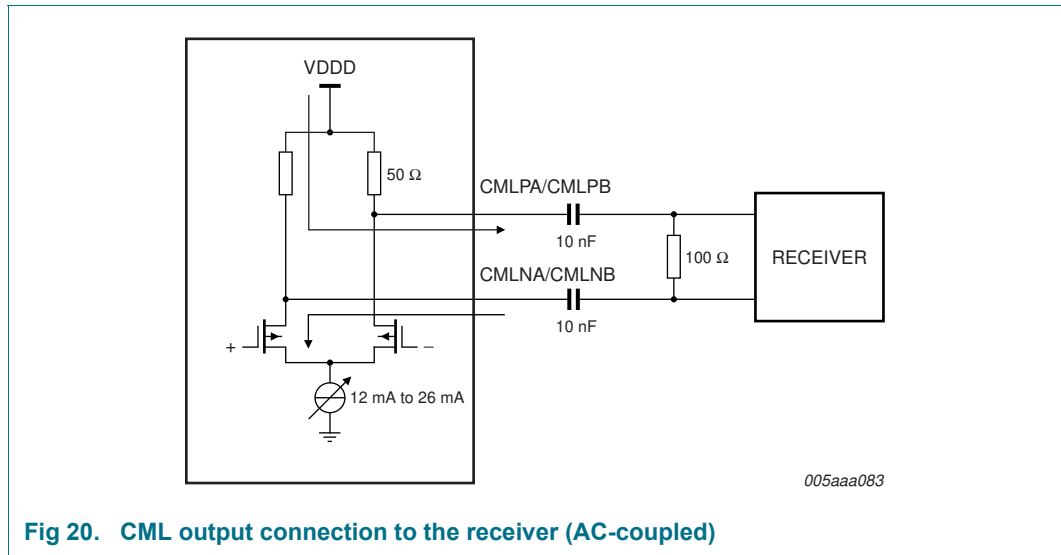 VDDD
50 Ω
CMLPA/CMLPB
10 nF
100 Ω
RECEIVER
CMLNA/CMLNB
10 nF
+
−
12 mA to 26 mA
005aaa083
Fig 20. CML output connection to the receiver (AC-coupled)